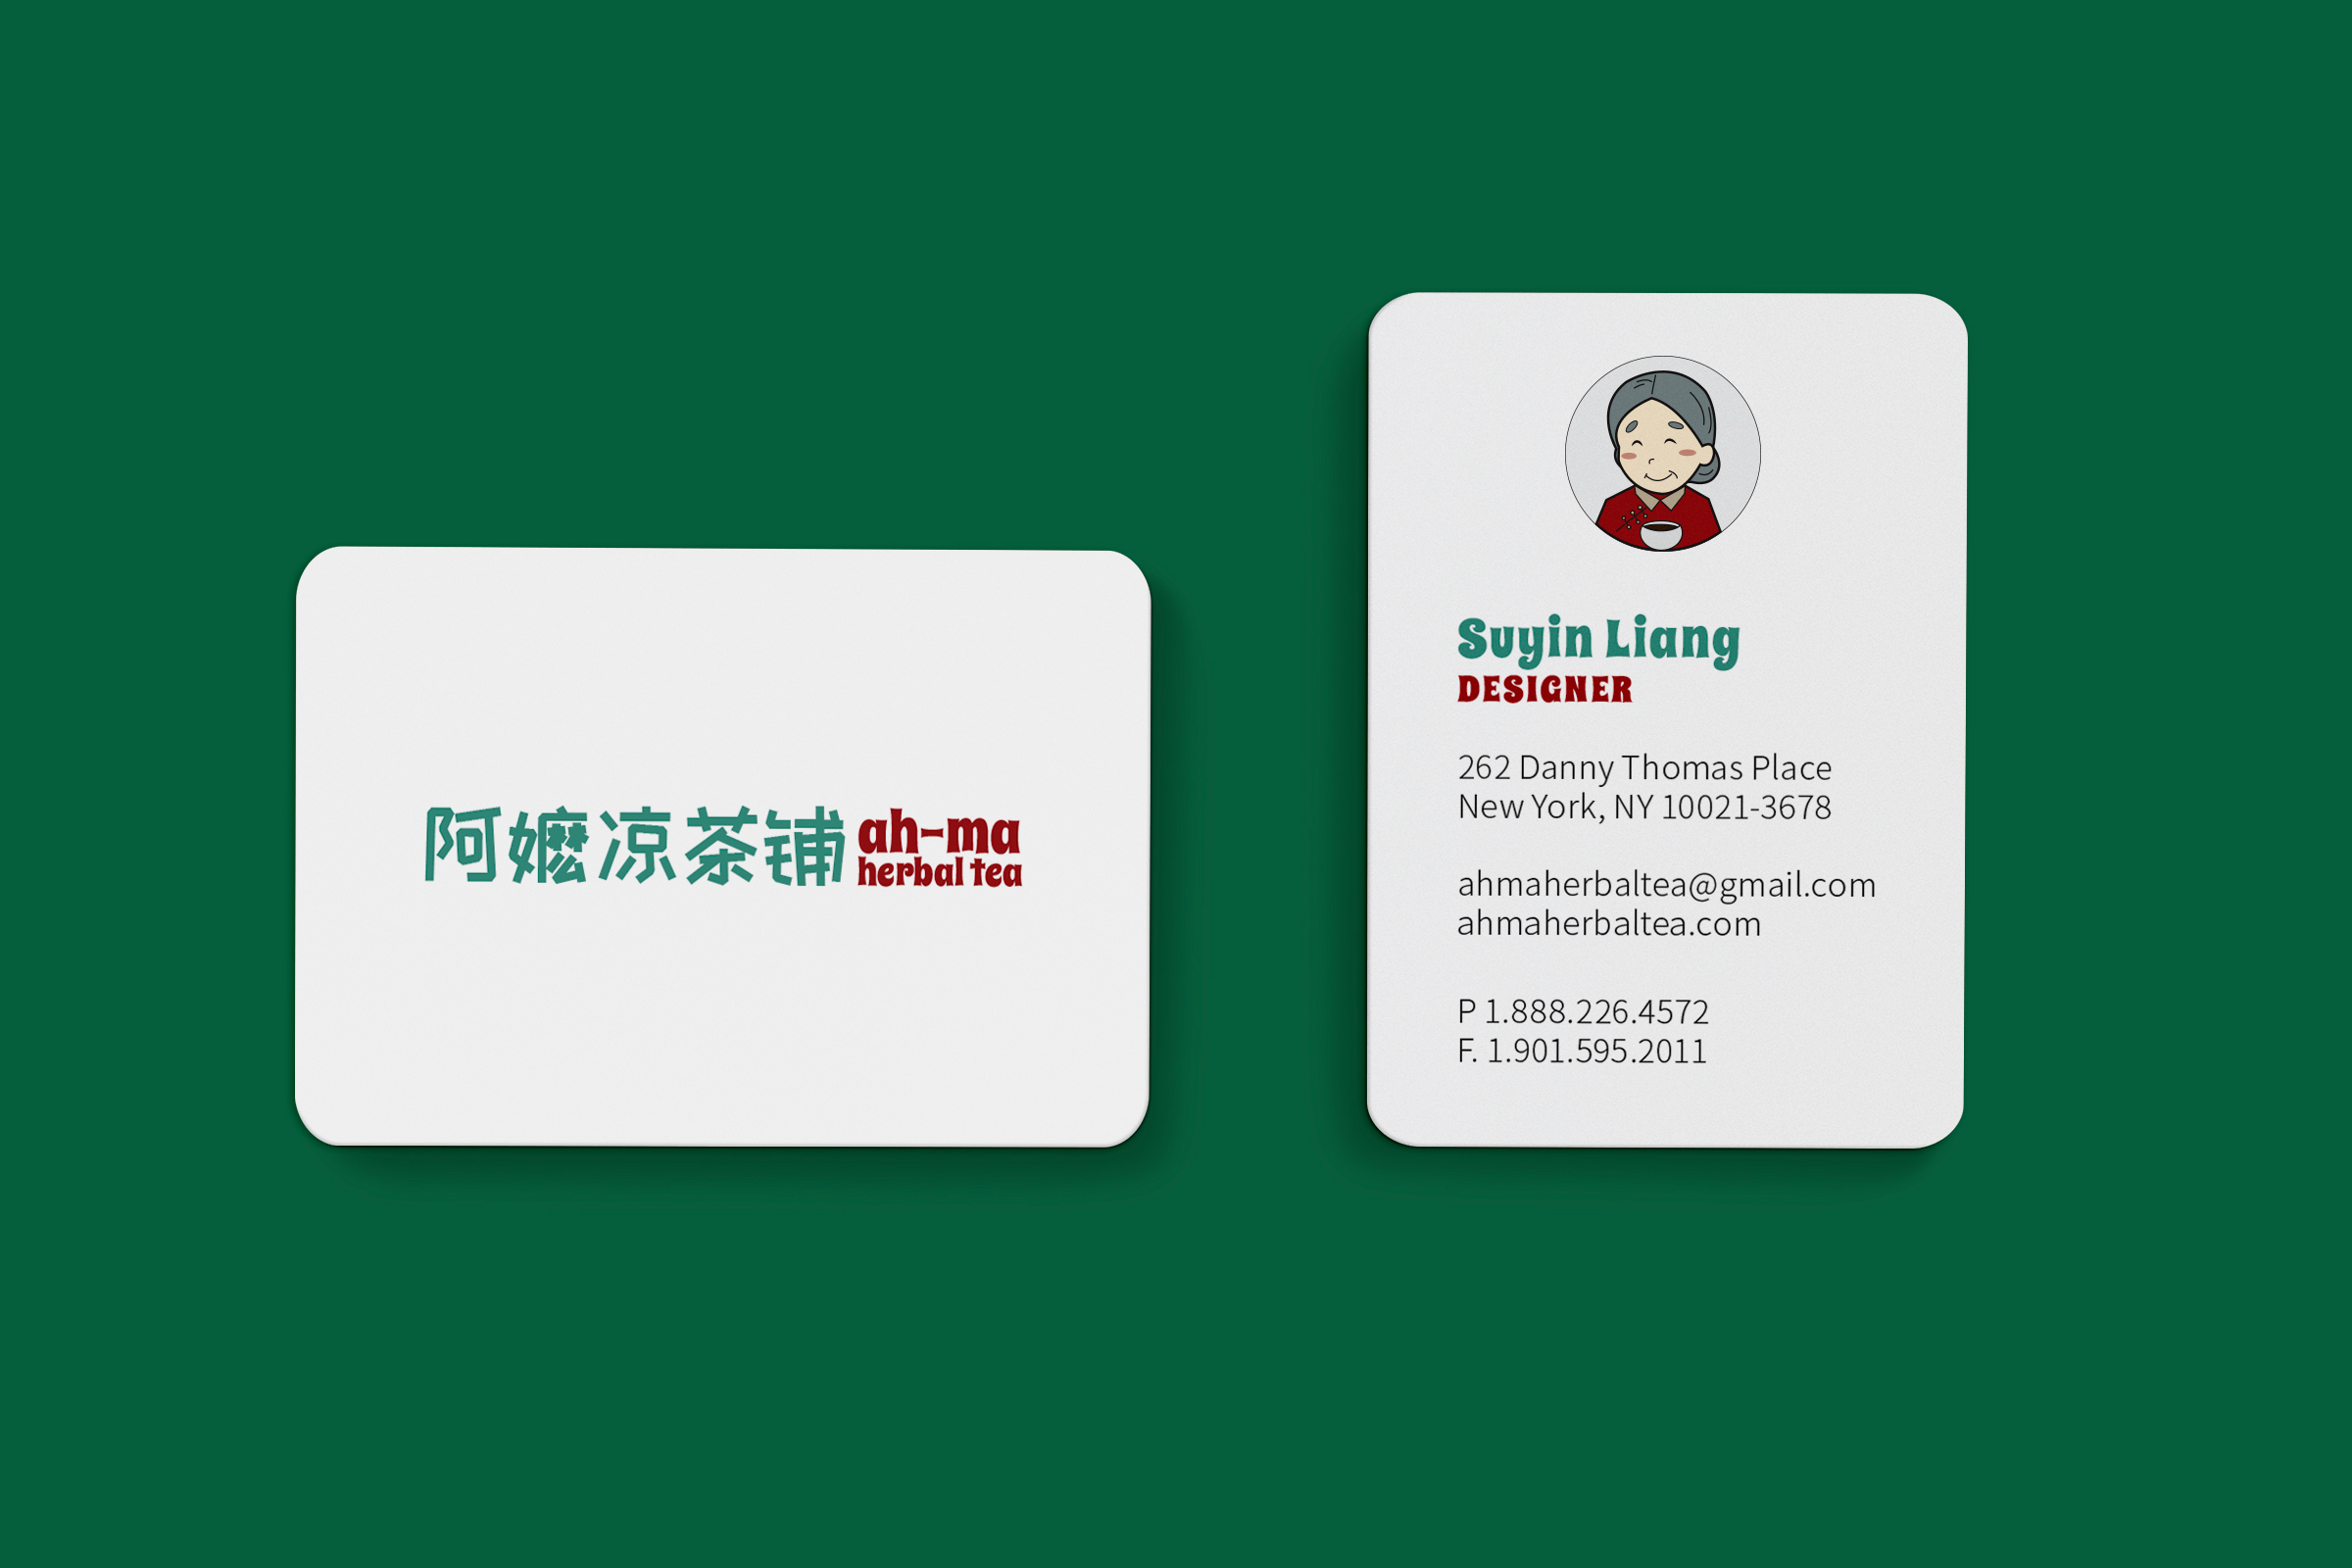 阿嬷凉茶铺
ah-ma
herbal tea
Suyin Liang
DESIGNER
262 Danny Thomas Place
New York, NY 10021-3678
ahmaherbaltea@gmail.com
ahmaherbaltea.com
P 1.888.226.4572
F. 1.901.595.2011